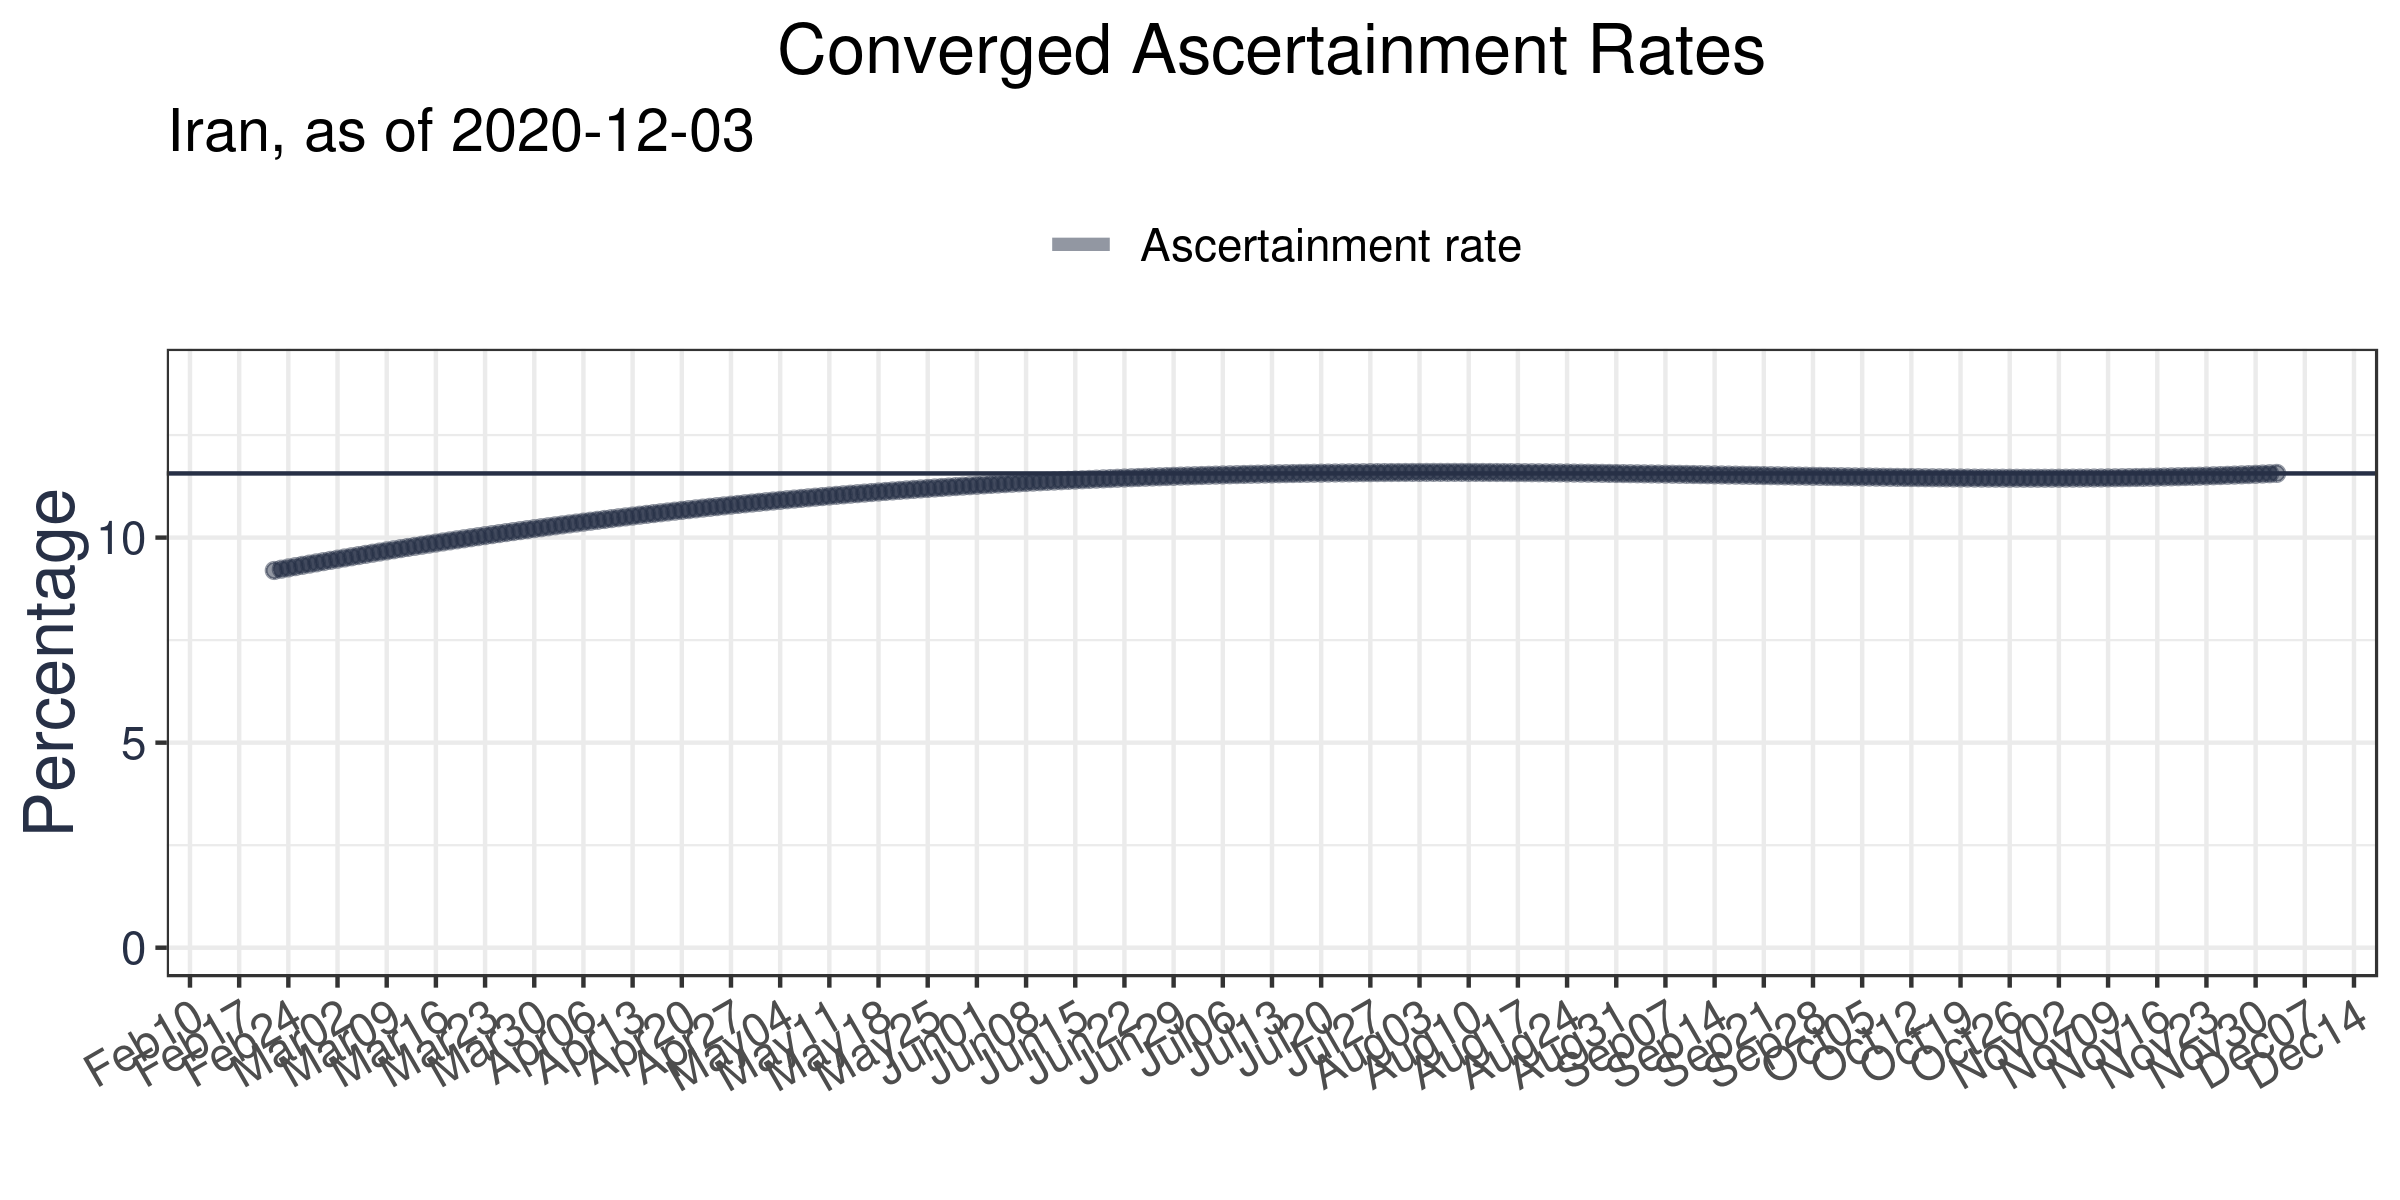 Converged Ascertainment Rates
Iran, as of 2020-12-03
Ascertainment rate
Percentage
10
5
0
Feb10
Feb17
Feb24
Mar02
Mar09
Mar16
Mar23
Mar30
Apr06
Apr13
Apr20
Apr27
May04
May11
May18
May25
Jun01
Jun08
Jun15
Jun22
Jun29
Jul06
Jul13
Jul20
Jul27
Aug03
Aug10
Aug17
Aug24
Aug31
Sep07
Sep14
Sep21
Sep28
Oct05
Oct12
Oct19
Oct26
Nov02
Nov09
Nov16
Nov23
Nov30
Dec07
Dec14